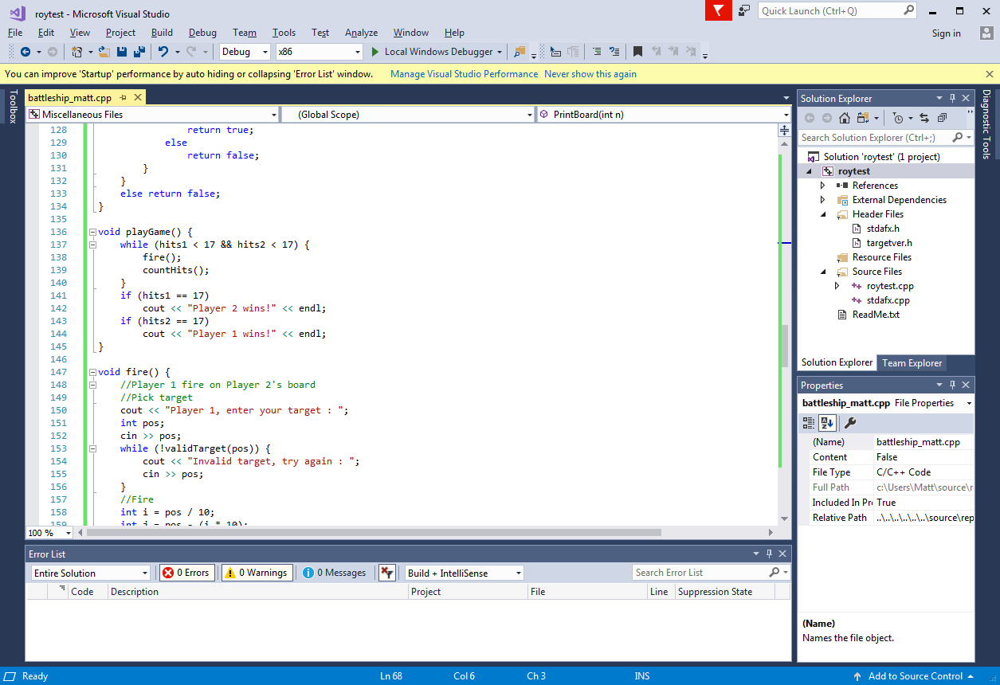 roytest - Microsoft Visual Studio
Quick Launch (Ctrl+Q)
File Edit View Project Build Debug Team Tools Test Analyze Window Help
Sign in
Debug x86 Local Windows Debugger
You can improve 'Startup' performance by auto hiding or collapsing 'Error List' window. Manage Visual Studio Performance Never show this again
Toolbox
battleship_matt.cpp
Miscellaneous Files (Global Scope) PrintBoard(int n)
128 return true;
129 else
130 return false;
131 }
132 }
133 else return false;
134 }
135
136 void playGame() {
137 while (hits1 < 17 && hits2 < 17) {
138 fire();
139 countHits();
140 }
141 if (hits1 == 17)
142 cout << "Player 2 wins!" << endl;
143 if (hits2 == 17)
144 cout << "Player 1 wins!" << endl;
145 }
146
147 void fire() {
148 //Player 1 fire on Player 2's board
149 //Pick target
150 cout << "Player 1, enter your target : ";
151 int pos;
152 cin >> pos;
153 while (!validTarget(pos)) {
154 cout << "Invalid target, try again : ";
155 cin >> pos;
156 }
157 //Fire
158 int i = pos / 10;
159 int j = pos - (i * 10);
100 %
Error List
Entire Solution 0 Errors 0 Warnings 0 Messages Build + IntelliSense Search Error List
Code Description Project File Line Suppression State
Solution Explorer
Search Solution Explorer (Ctrl+;)
Solution 'roytest' (1 project)
roytest
References
External Dependencies
Header Files
stdafx.h
targetver.h
Resource Files
Source Files
roytest.cpp
stdafx.cpp
ReadMe.txt
Solution Explorer Team Explorer
Properties
battleship_matt.cpp File Properties
(Name) battleship_matt.cpp
Content False
File Type C/C++ Code
Full Path c:\Users\Matt\source\r
Included In Pr True
Relative Path ..\..\..\..\..\source\rep
(Name)
Names the file object.
Diagnostic Tools
Ready Ln 68 Col 6 Ch 3 INS Add to Source Control